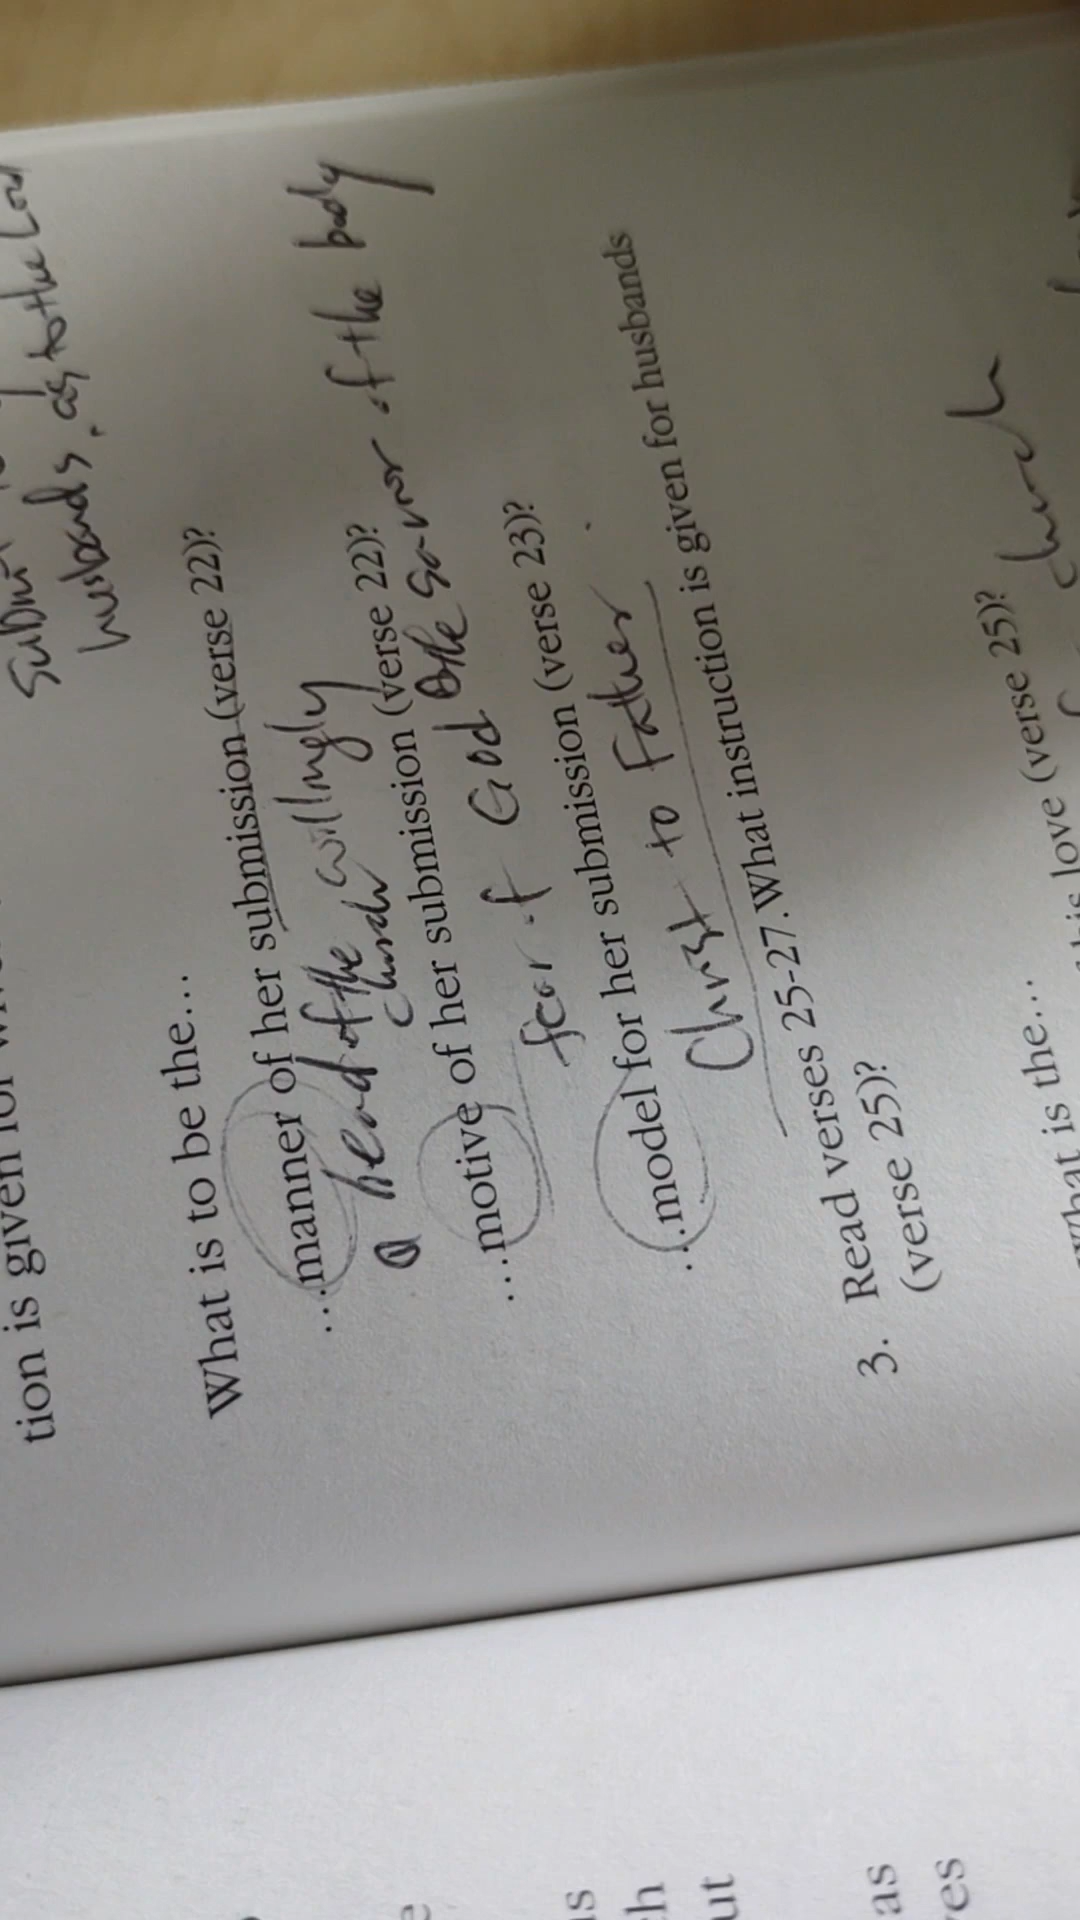 tion is given for
submit
husbands, as to the Lord
What is to be the...
...manner of her submission (verse 22)?
willingly
head of the church
the savior of the body
...motive of her submission (verse 22)?
fear of God
...model for her submission (verse 23)?
Christ to Father
3. Read verses 25-27. What instruction is given for husbands
(verse 25)?
What is the...
his love (verse 25)?
church
as